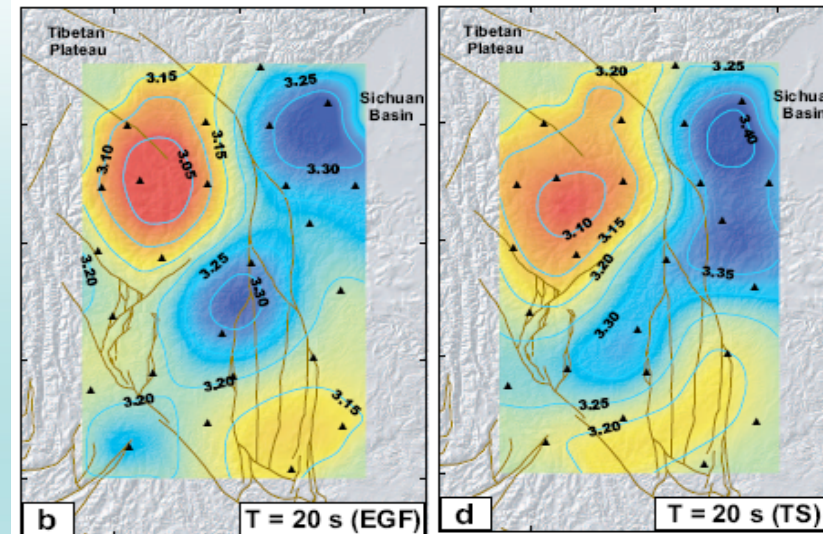 Tibetan
Plateau
3.15
3.25
Sichuan
Basin
3.10
3.05
3.15
3.30
3.20
3.25
3.30
3.20
3.20
3.15
b
T = 20 s (EGF)
Tibetan
Plateau
3.20
3.25
Sichuan
Basin
3.40
3.10
3.15
3.20
3.35
3.30
3.25
3.20
d
T = 20 s (TS)